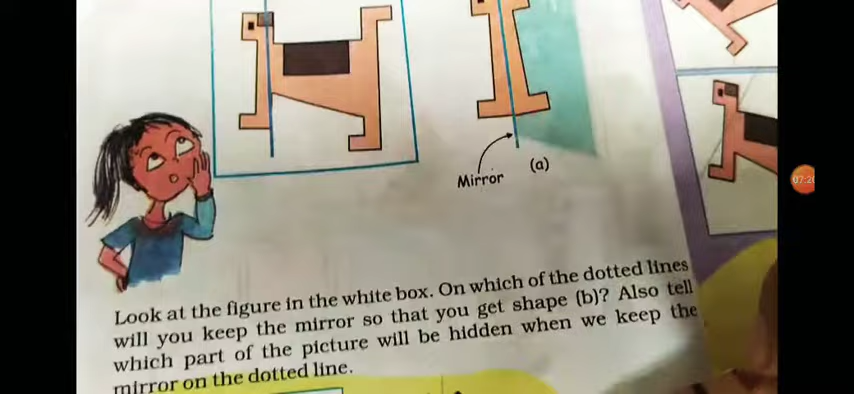 (a)
Mirror
Look at the figure in the white box. On which of the dotted lines
will you keep the mirror so that you get shape (b)? Also tell
which part of the picture will be hidden when we keep the
mirror on the dotted line.